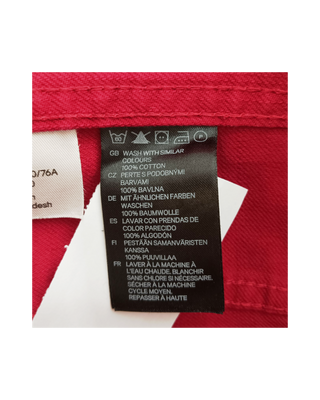 0/76A
desh
60
P
GB WASH WITH SIMILAR
COLOURS
100% COTTON
CZ PERTE S PODOBNÝMI
BARVAMI
100% BAVLNA
DE MIT ÄHNLICHEN FARBEN
WASCHEN
100% BAUMWOLLE
ES LAVAR CON PRENDAS DE
COLOR PARECIDO
100% ALGODÓN
FI PESTÄÄN SAMANVÄRISTEN
KANSSA
100% PUUVILLAA
FR LAVER À LA MACHINE À
L'EAU CHAUDE. BLANCHIR
SANS CHLORE SI NÉCESSAIRE.
SÉCHER À LA MACHINE
CYCLE MOYEN.
REPASSER À HAUTE